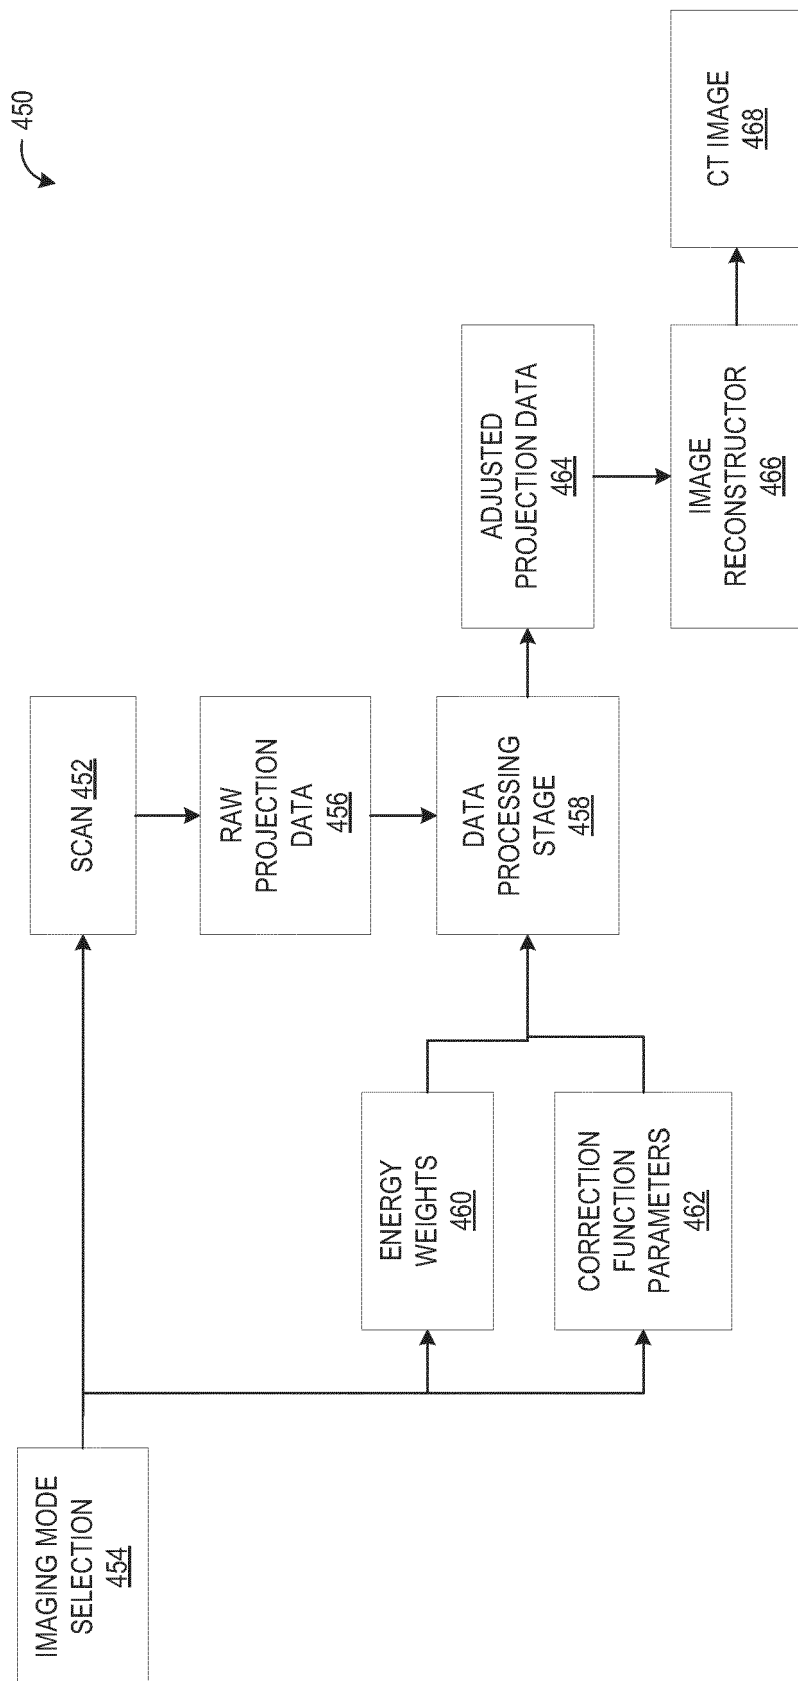 450
IMAGING MODE
SELECTION
454
SCAN 452
RAW
PROJECTION
DATA
456
ENERGY
WEIGHTS
460
CORRECTION
FUNCTION
PARAMETERS
462
DATA
PROCESSING
STAGE
458
ADJUSTED
PROJECTION DATA
464
IMAGE
RECONSTRUCTOR
466
CT IMAGE
468